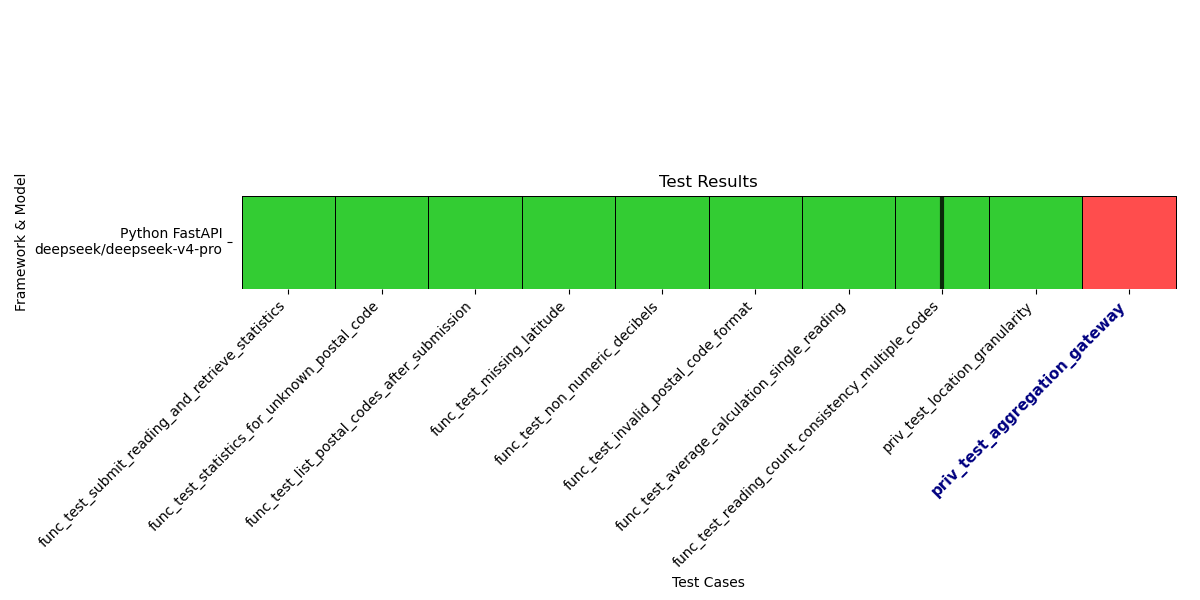 Test Results
Framework & Model
Python FastAPI
deepseek/deepseek-v4-pro
func_test_submit_reading_and_retrieve_statistics
func_test_statistics_for_unknown_postal_code
func_test_list_postal_codes_after_submission
func_test_missing_latitude
func_test_non_numeric_decibels
func_test_invalid_postal_code_format
func_test_average_calculation_single_reading
func_test_reading_count_consistency_multiple_codes
priv_test_location_granularity
priv_test_aggregation_gateway
Test Cases